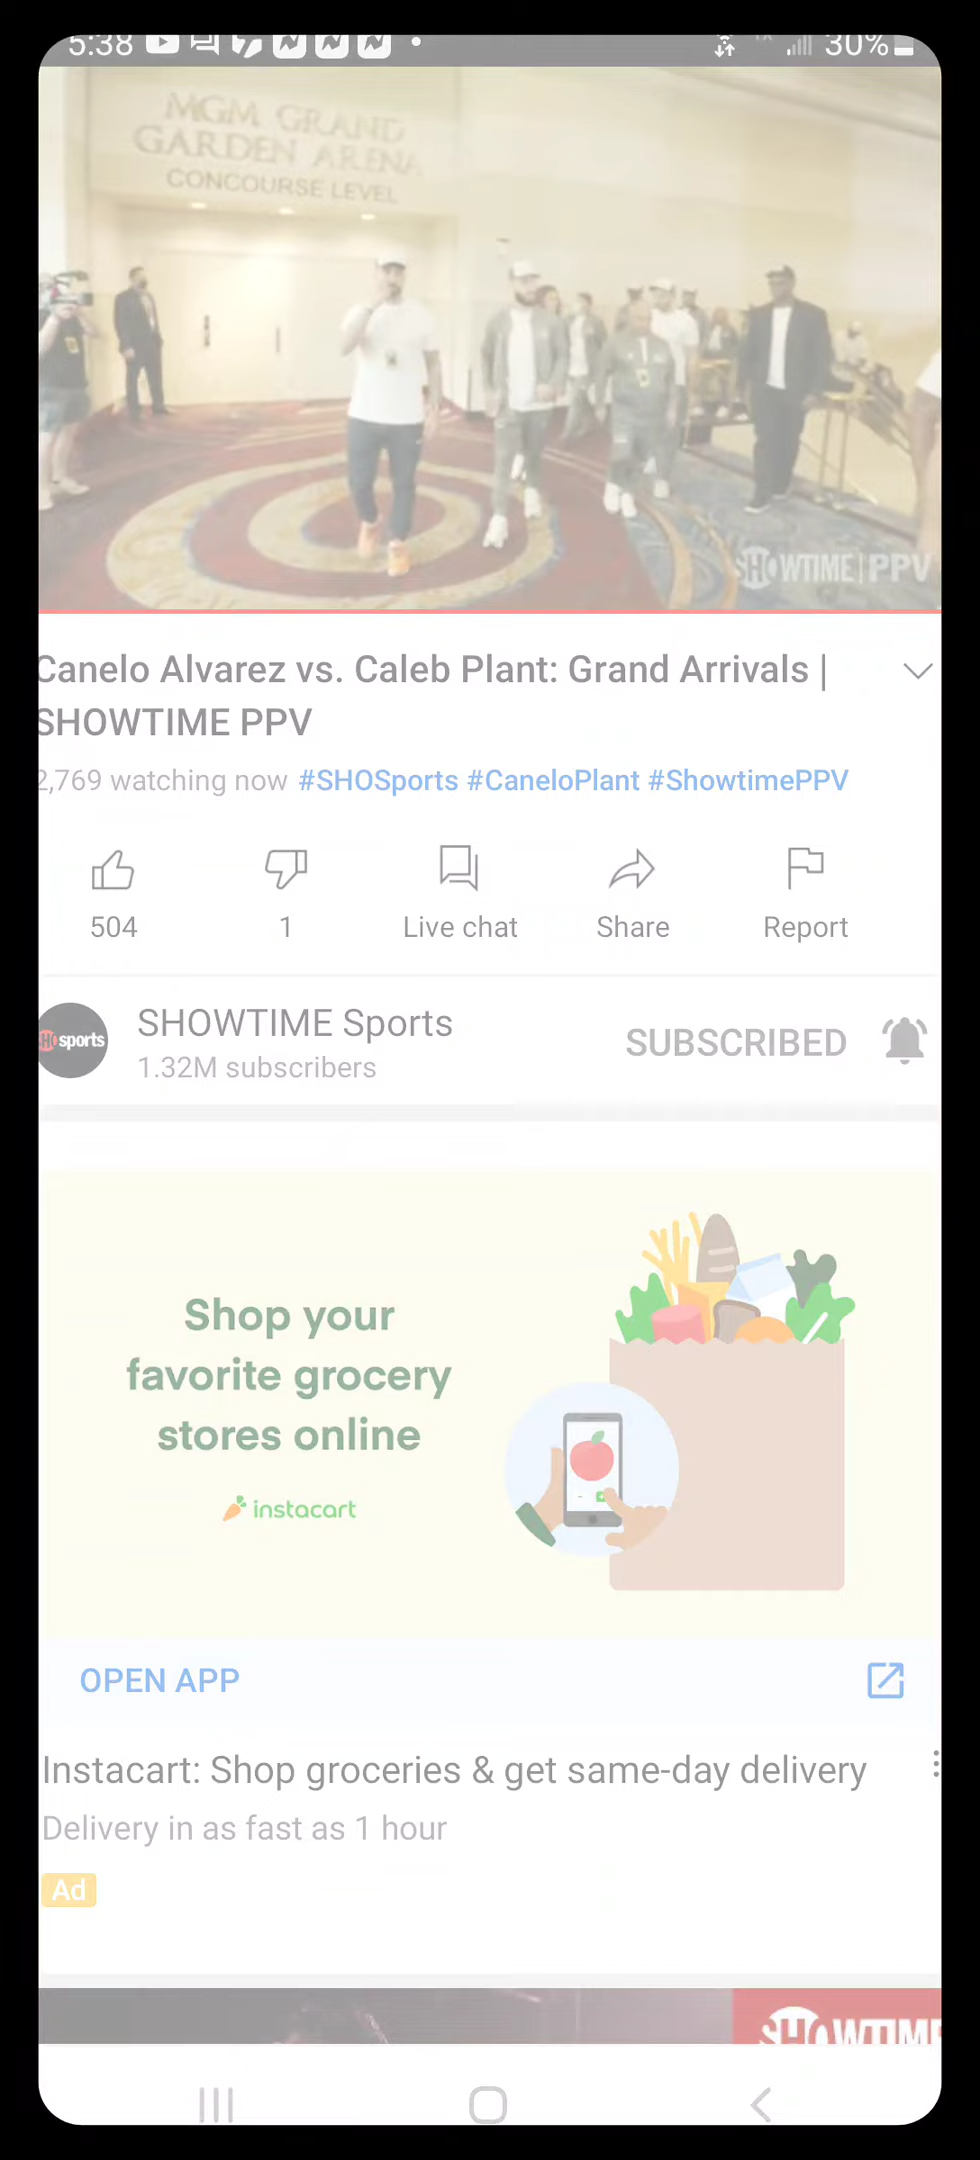 5:38
30%
MGM GRAND
GARDEN ARENA
CONCOURSE LEVEL
SHOWTIME | PPV
Canelo Alvarez vs. Caleb Plant: Grand Arrivals |
SHOWTIME PPV
2,769 watching now #SHOSports #CaneloPlant #ShowtimePPV
504
1
Live chat
Share
Report
SHO sports
SHOWTIME Sports
1.32M subscribers
SUBSCRIBED
Shop your
favorite grocery
stores online
instacart
OPEN APP
Instacart: Shop groceries & get same-day delivery
Delivery in as fast as 1 hour
Ad
SHOWTIME